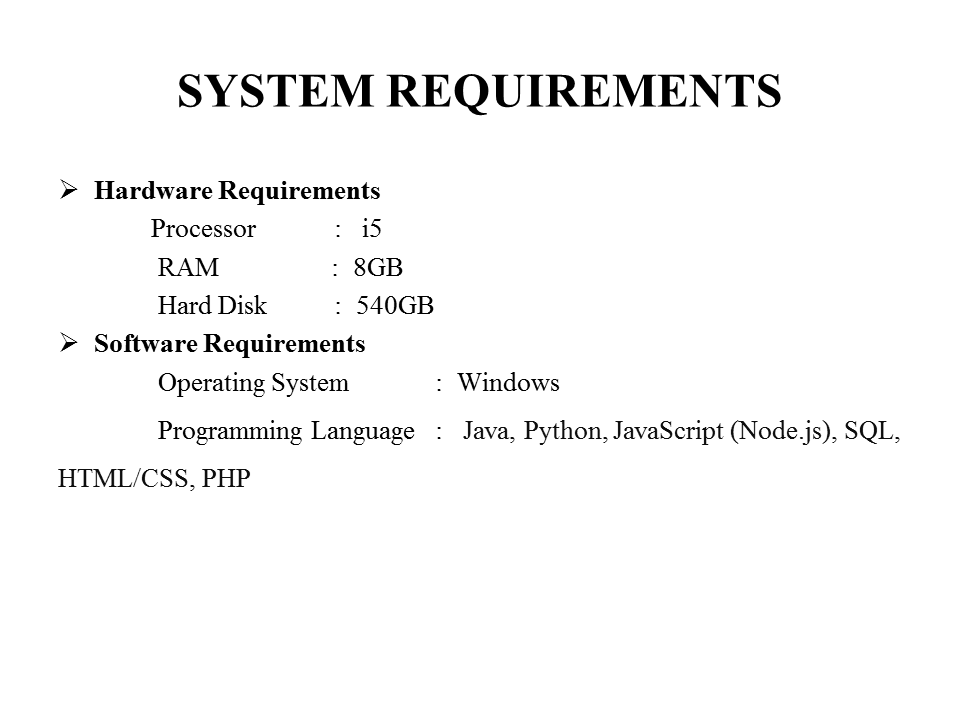 SYSTEM REQUIREMENTS
➢ Hardware Requirements
Processor : i5
RAM : 8GB
Hard Disk : 540GB
➢ Software Requirements
Operating System : Windows
Programming Language : Java, Python, JavaScript (Node.js), SQL,
HTML/CSS, PHP